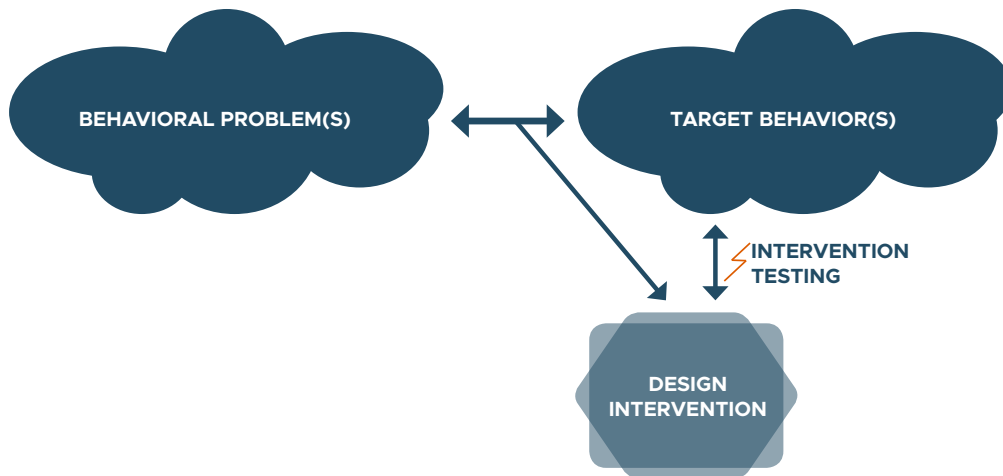 BEHAVIORAL PROBLEM(S)
TARGET BEHAVIOR(S)
INTERVENTION
TESTING
DESIGN
INTERVENTION